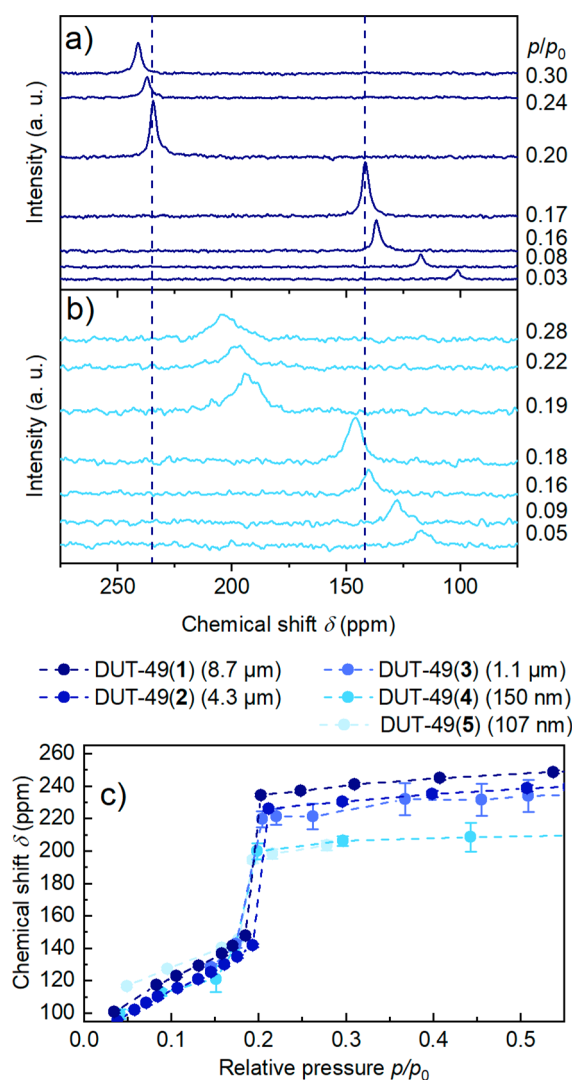 a)
p/p0
0.30
0.24
0.20
0.17
0.16
0.08
0.03
Intensity (a. u.)
b)
0.28
0.22
0.19
0.18
0.16
0.09
0.05
Intensity (a. u.)
250 200 150 100
Chemical shift δ (ppm)
DUT-49(1) (8.7 µm) DUT-49(3) (1.1 µm)
DUT-49(2) (4.3 µm) DUT-49(4) (150 nm)
DUT-49(5) (107 nm)
c)
260
240
220
200
180
160
140
120
100
Chemical shift δ (ppm)
0.0 0.1 0.2 0.3 0.4 0.5
Relative pressure p/p0